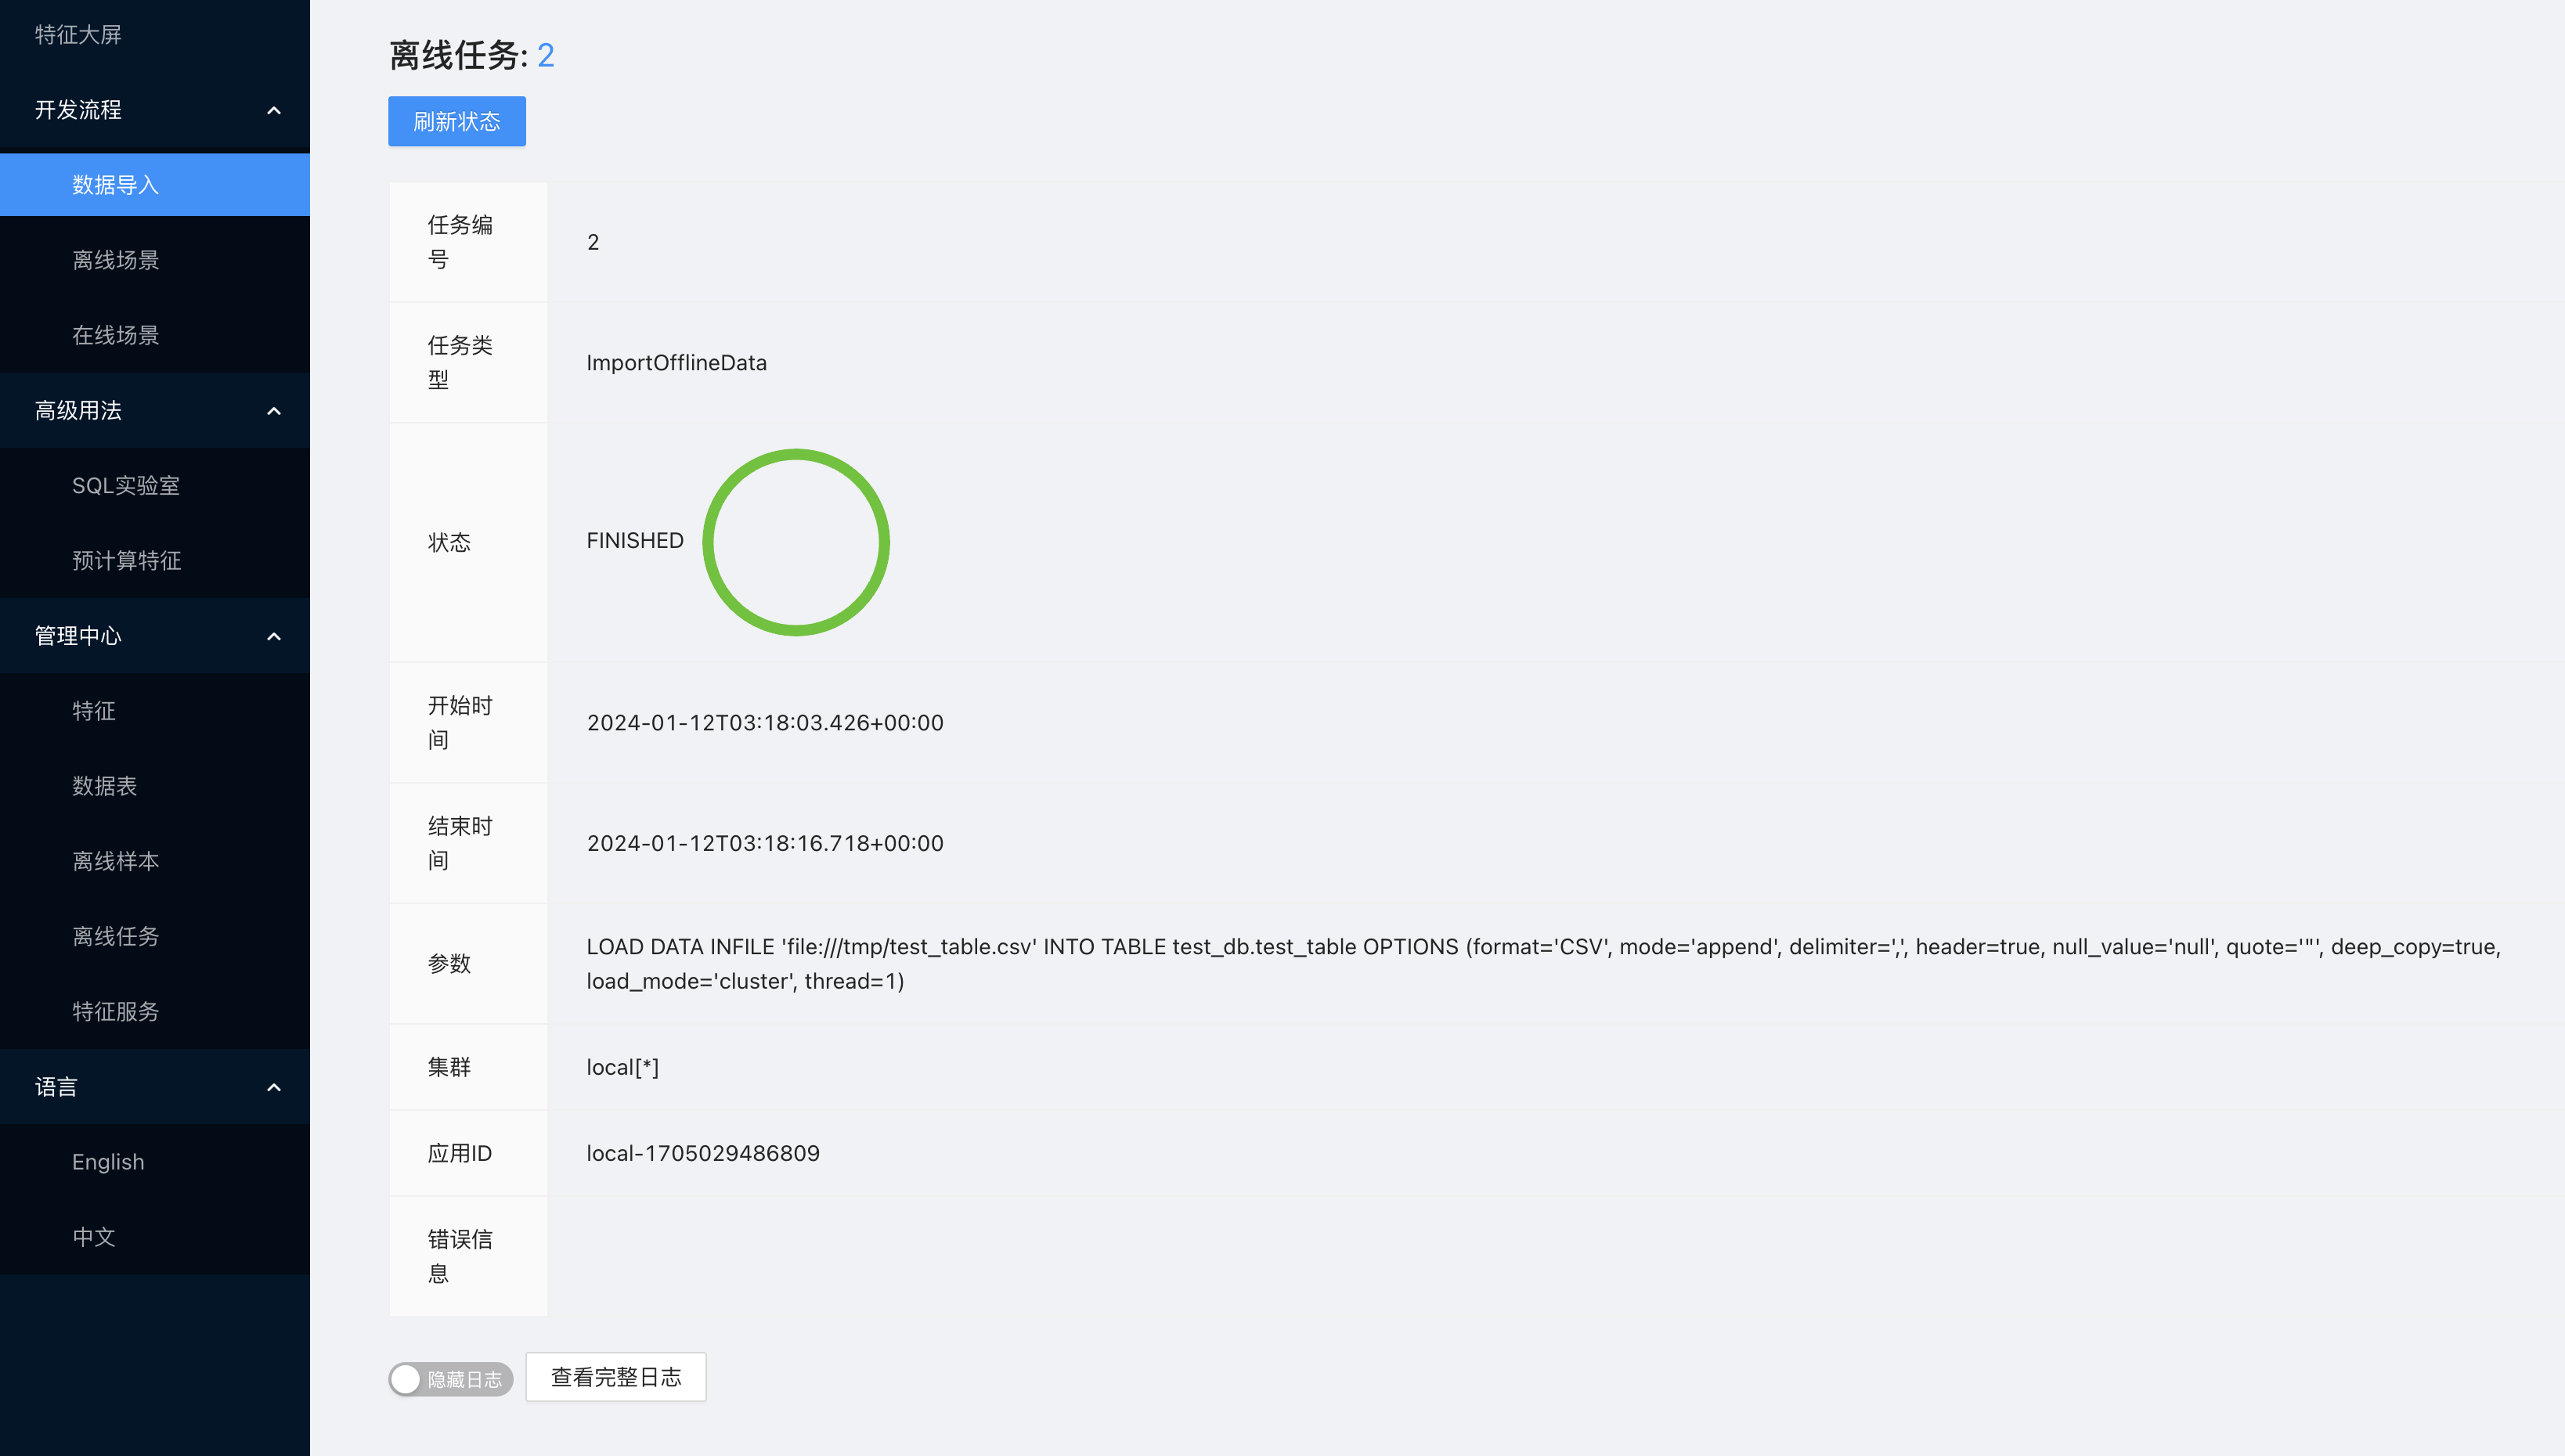 特征大屏
开发流程
数据导入
离线场景
在线场景
高级用法
SQL实验室
预计算特征
管理中心
特征
数据表
离线样本
离线任务
特征服务
语言
English
中文
离线任务: 2
刷新状态
任务编
号
2
任务类
型
ImportOfflineData
状态
FINISHED
开始时
间
2024-01-12T03:18:03.426+00:00
结束时
间
2024-01-12T03:18:16.718+00:00
参数
LOAD DATA INFILE 'file:///tmp/test_table.csv' INTO TABLE test_db.test_table OPTIONS (format='CSV', mode='append', delimiter=',', header=true, null_value='null', quote='"', deep_copy=true,
load_mode='cluster', thread=1)
集群
local[*]
应用ID
local-1705029486809
错误信
息
隐藏日志
查看完整日志